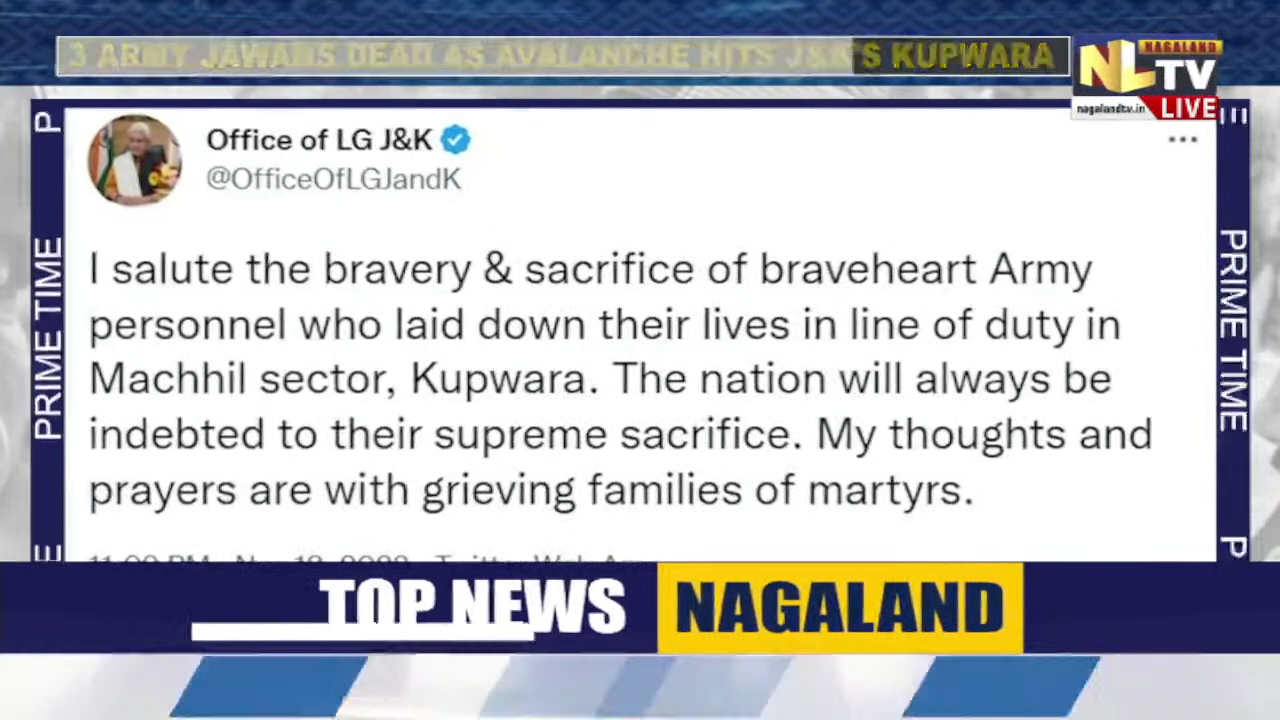 3 ARMY JAWANS DEAD AS AVALANCHE HITS J&K'S KUPWARA
NAGALAND
NLTV
nagalandtv.in LIVE
Office of LG J&K
@OfficeOfLGJandK
I salute the bravery & sacrifice of braveheart Army
personnel who laid down their lives in line of duty in
Machhil sector, Kupwara. The nation will always be
indebted to their supreme sacrifice. My thoughts and
prayers are with grieving families of martyrs.
P
PRIME TIME
E
E
PRIME TIME
P
TOP NEWS NAGALAND